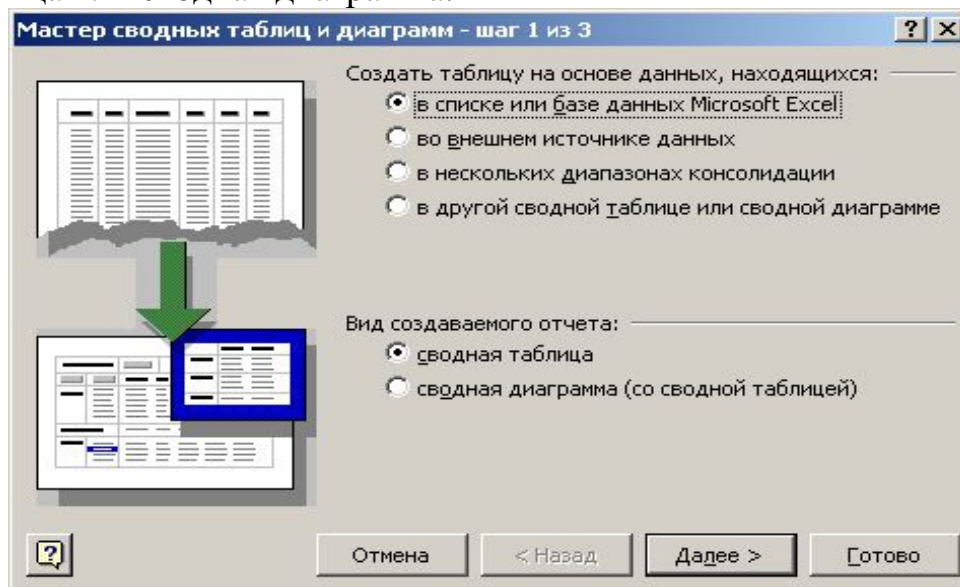 Мастер сводных таблиц и диаграмм - шаг 1 из 3
Создать таблицу на основе данных, находящихся:
в списке или базе данных Microsoft Excel
во внешнем источнике данных
в нескольких диапазонах консолидации
в другой сводной таблице или сводной диаграмме
Вид создаваемого отчета:
сводная таблица
сводная диаграмма (со сводной таблицей)
Отмена < Назад Далее > Готово